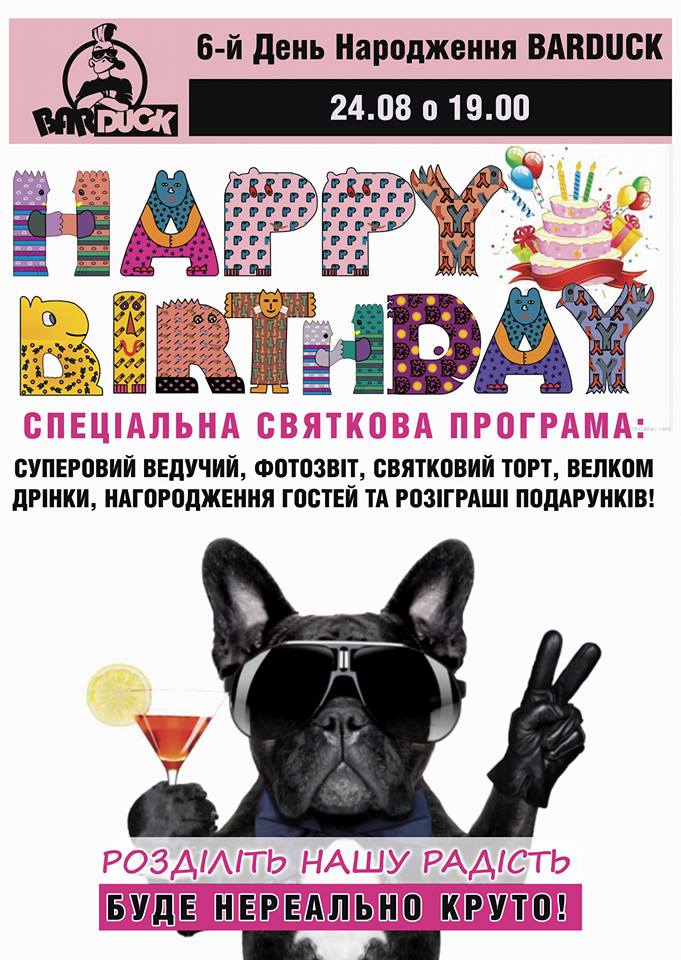 6-й День Народження BARDUCK
BARDUCK
24.08 о 19.00
HAPPY
BIRTHDAY
СПЕЦІАЛЬНА СВЯТКОВА ПРОГРАМА:
СУПЕРОВИЙ ВЕДУЧИЙ, ФОТОЗВІТ, СВЯТКОВИЙ ТОРТ, ВЕЛКОМ
ДРІНКИ, НАГОРОДЖЕННЯ ГОСТЕЙ ТА РОЗІГРАШІ ПОДАРУНКІВ!
РОЗДІЛІТЬ НАШУ РАДІСТЬ
БУДЕ НЕРЕАЛЬНО КРУТО!